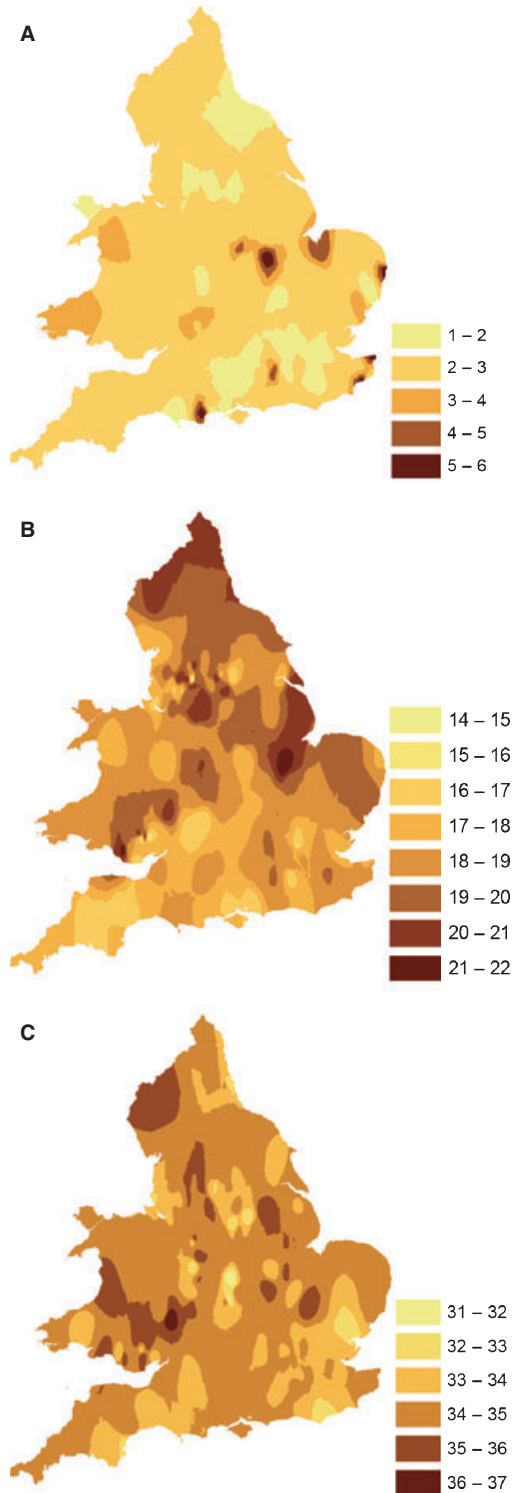 A
1 – 2
2 – 3
3 – 4
4 – 5
5 – 6
B
14 – 15
15 – 16
16 – 17
17 – 18
18 – 19
19 – 20
20 – 21
21 – 22
C
31 – 32
32 – 33
33 – 34
34 – 35
35 – 36
36 – 37